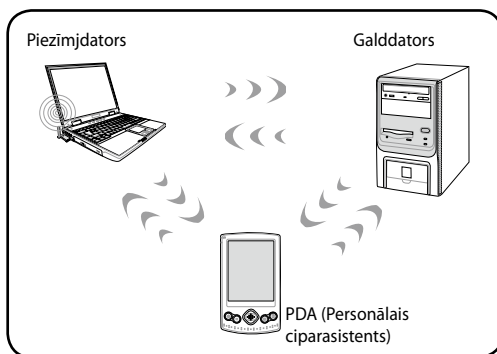 Piezīmjdators
Galddators
PDA (Personālais
ciparasistents)